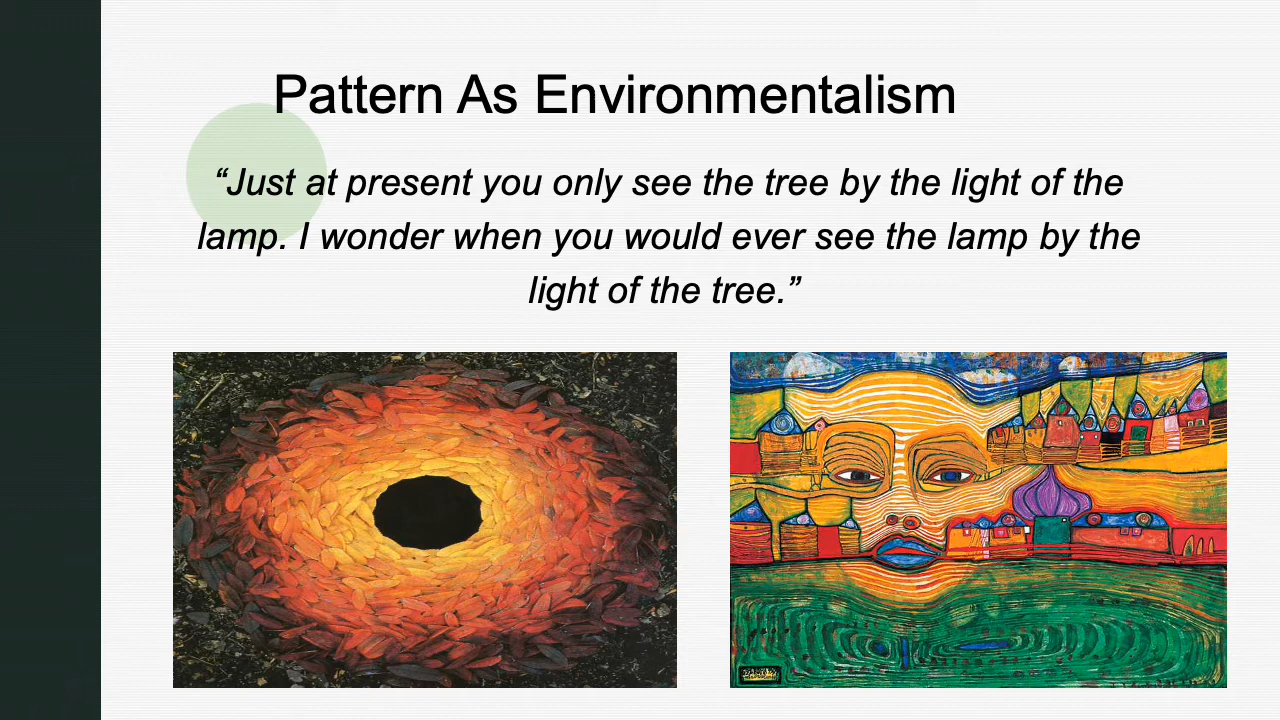 Pattern As Environmentalism
“Just at present you only see the tree by the light of the
lamp. I wonder when you would ever see the lamp by the
light of the tree.”